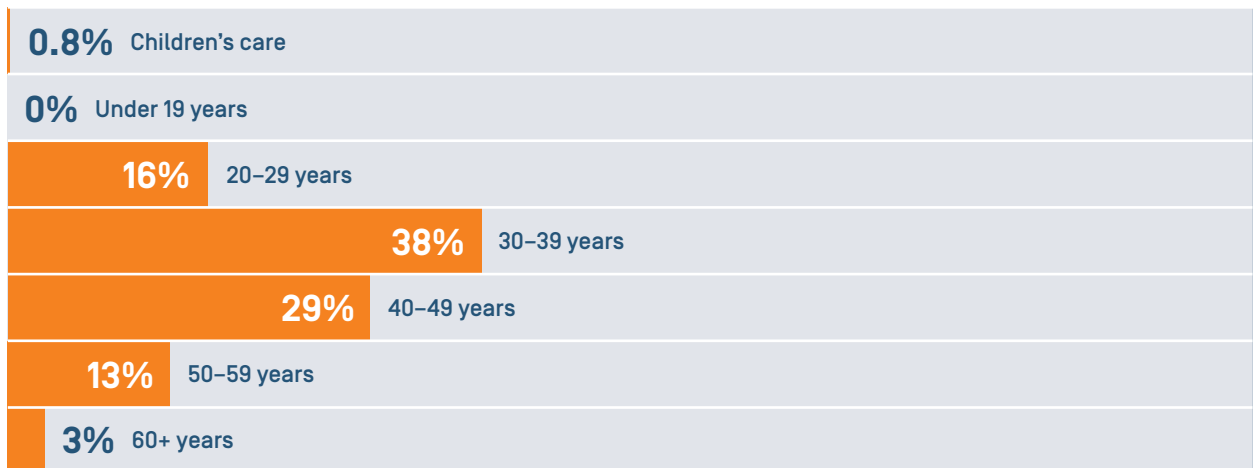 0.8% Children’s care
0% Under 19 years
16% 20–29 years
38% 30–39 years
29% 40–49 years
13% 50–59 years
3% 60+ years